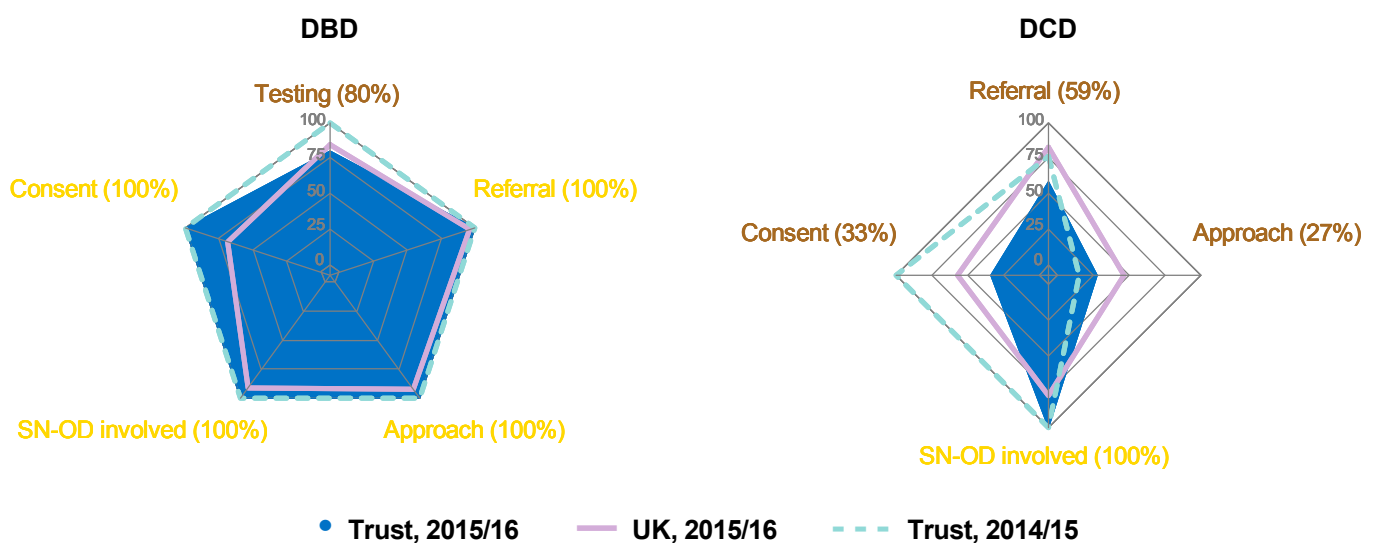 DBD
Testing (80%)
100
75
50
25
0
Consent (100%)
Referral (100%)
SN-OD involved (100%)
Approach (100%)
DCD
Referral (59%)
100
75
50
25
0
Consent (33%)
Approach (27%)
SN-OD involved (100%)
Trust, 2015/16
UK, 2015/16
Trust, 2014/15